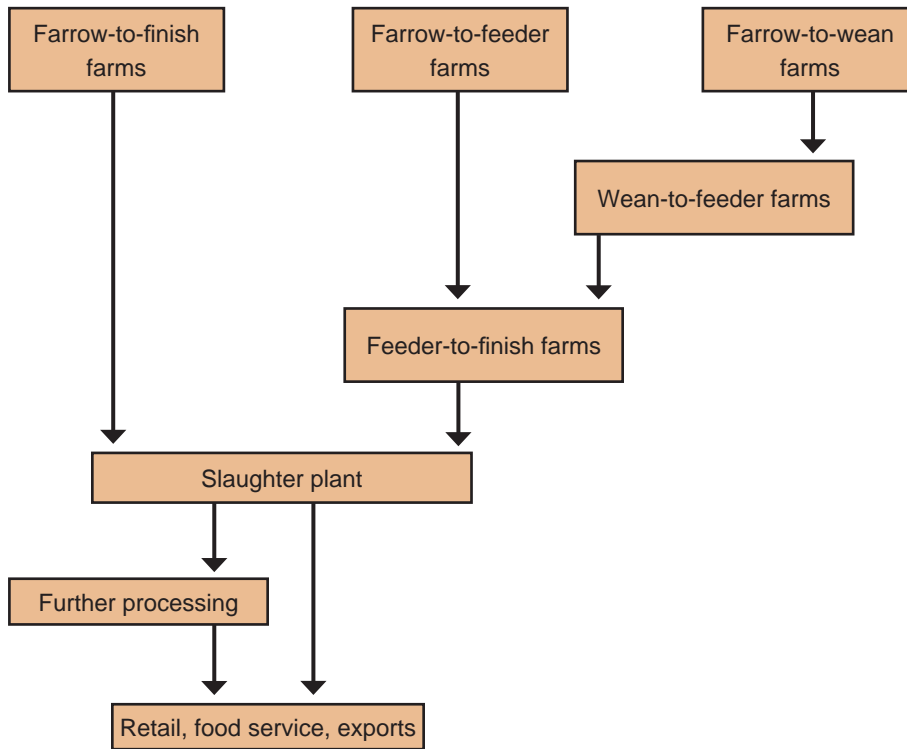 Farrow-to-finish
farms
Farrow-to-feeder
farms
Farrow-to-wean
farms
Wean-to-feeder farms
Feeder-to-finish farms
Slaughter plant
Further processing
Retail, food service, exports